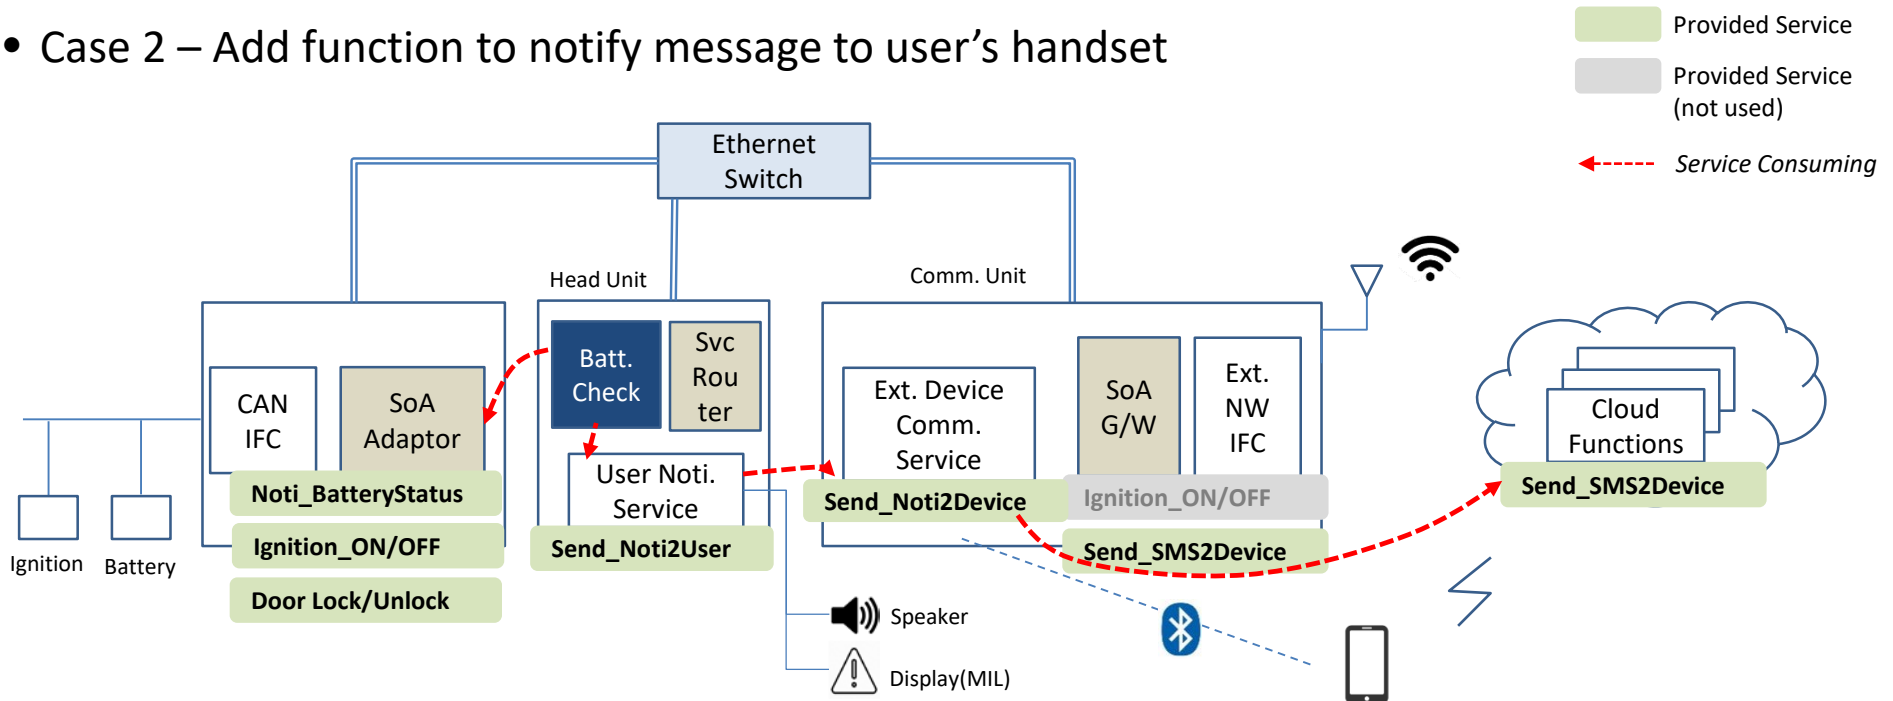 • Case 2 – Add function to notify message to user's handset
Provided Service
Provided Service
(not used)
Service Consuming
Ethernet
Switch
Head Unit
Comm. Unit
CAN
IFC
SoA
Adaptor
Batt.
Check
Svc
Rou
ter
User Noti.
Service
Ext. Device
Comm.
Service
SoA
G/W
Ext.
NW
IFC
Cloud
Functions
Noti_BatteryStatus
Ignition_ON/OFF
Door Lock/Unlock
Send_Noti2User
Send_Noti2Device
Ignition_ON/OFF
Send_SMS2Device
Send_SMS2Device
Ignition
Battery
Speaker
Display(MIL)